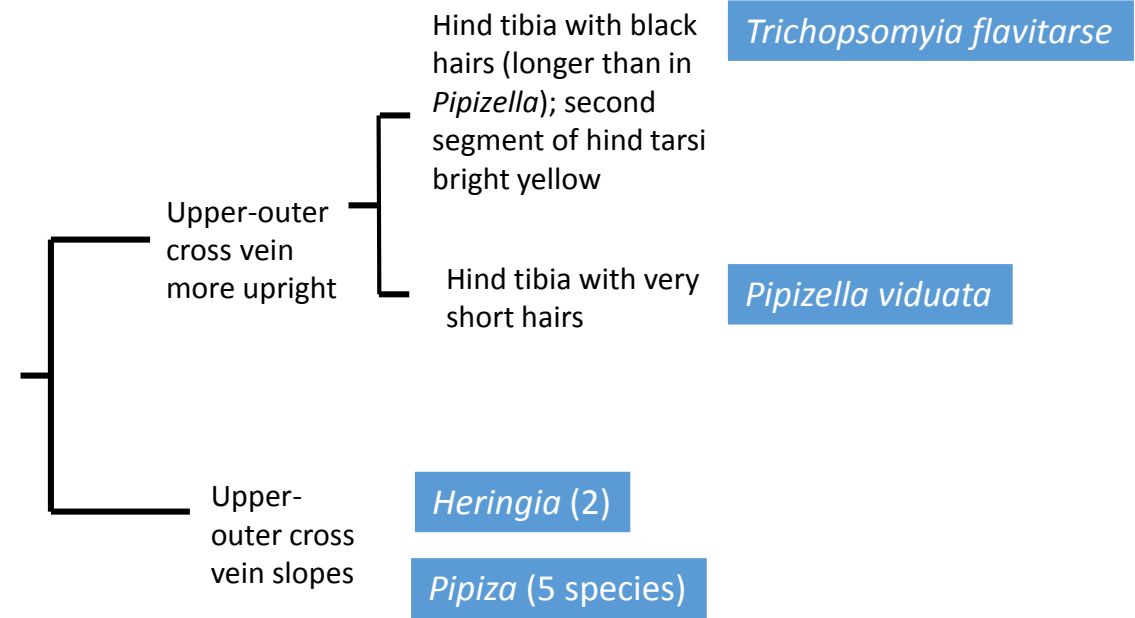 Hind tibia with black
hairs (longer than in
Pipizella); second
segment of hind tarsi
bright yellow
Trichopsomyia flavitarse
Upper-outer
cross vein
more upright
Hind tibia with very
short hairs
Pipizella viduata
Upper-
outer cross
vein slopes
Heringia (2)
Pipiza (5 species)